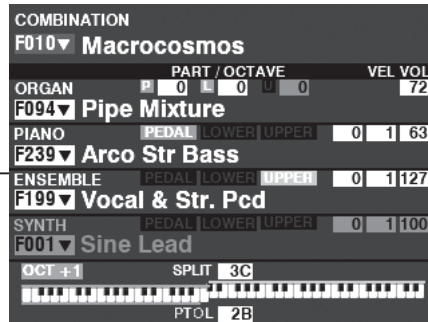 COMBINATION
F010▼ Macrocosmos
PART / OCTAVE VEL VOL
ORGAN P 0 L 0 U 0 72
F094▼ Pipe Mixture
PIANO PEDAL LOWER UPPER 0 1 63
F239▼ Arco Str Bass
ENSEMBLE PEDAL LOWER UPPER 0 1 127
F199▼ Vocal & Str. Pcd
SYNTH PEDAL LOWER UPPER 0 1 100
F001▼ Sine Lead
OCT +1 SPLIT 3C
PTOL 2B